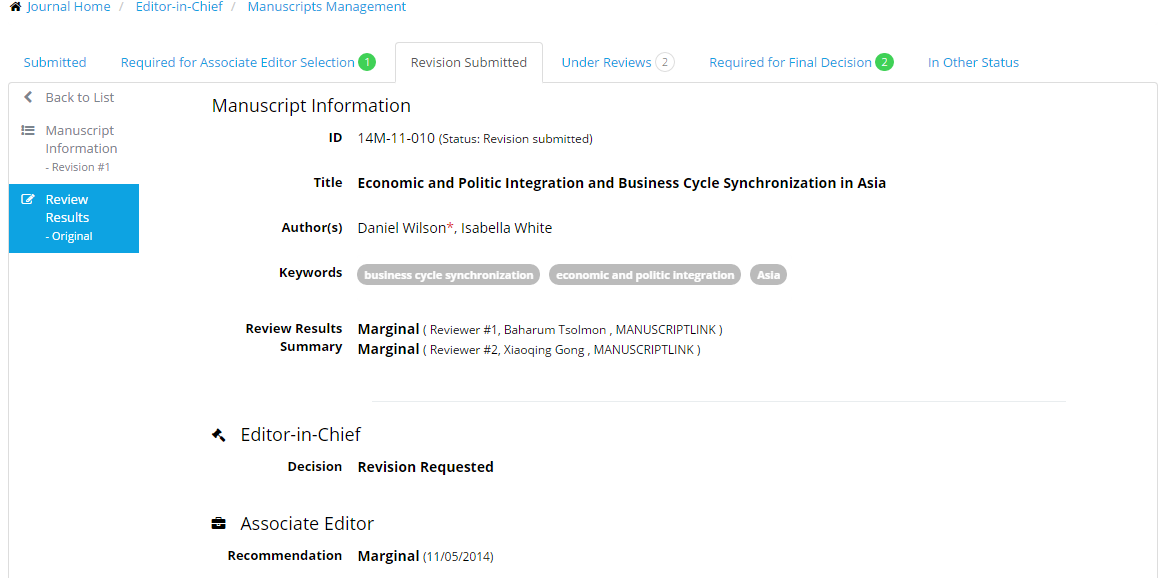 Journal Home / Editor-in-Chief / Manuscripts Management
Submitted Required for Associate Editor Selection 1 Revision Submitted Under Reviews 2 Required for Final Decision 2 In Other Status
Back to List
Manuscript
Information
- Revision #1
Review
Results
- Original
Manuscript Information
ID 14M-11-010 (Status: Revision submitted)
Title Economic and Politic Integration and Business Cycle Synchronization in Asia
Author(s) Daniel Wilson*, Isabella White
Keywords business cycle synchronization economic and politic integration Asia
Review Results Marginal ( Reviewer #1, Baharum Tsolmon , MANUSCRIPTLINK )
Summary Marginal ( Reviewer #2, Xiaoqing Gong , MANUSCRIPTLINK )
Editor-in-Chief
Decision Revision Requested
Associate Editor
Recommendation Marginal (11/05/2014)